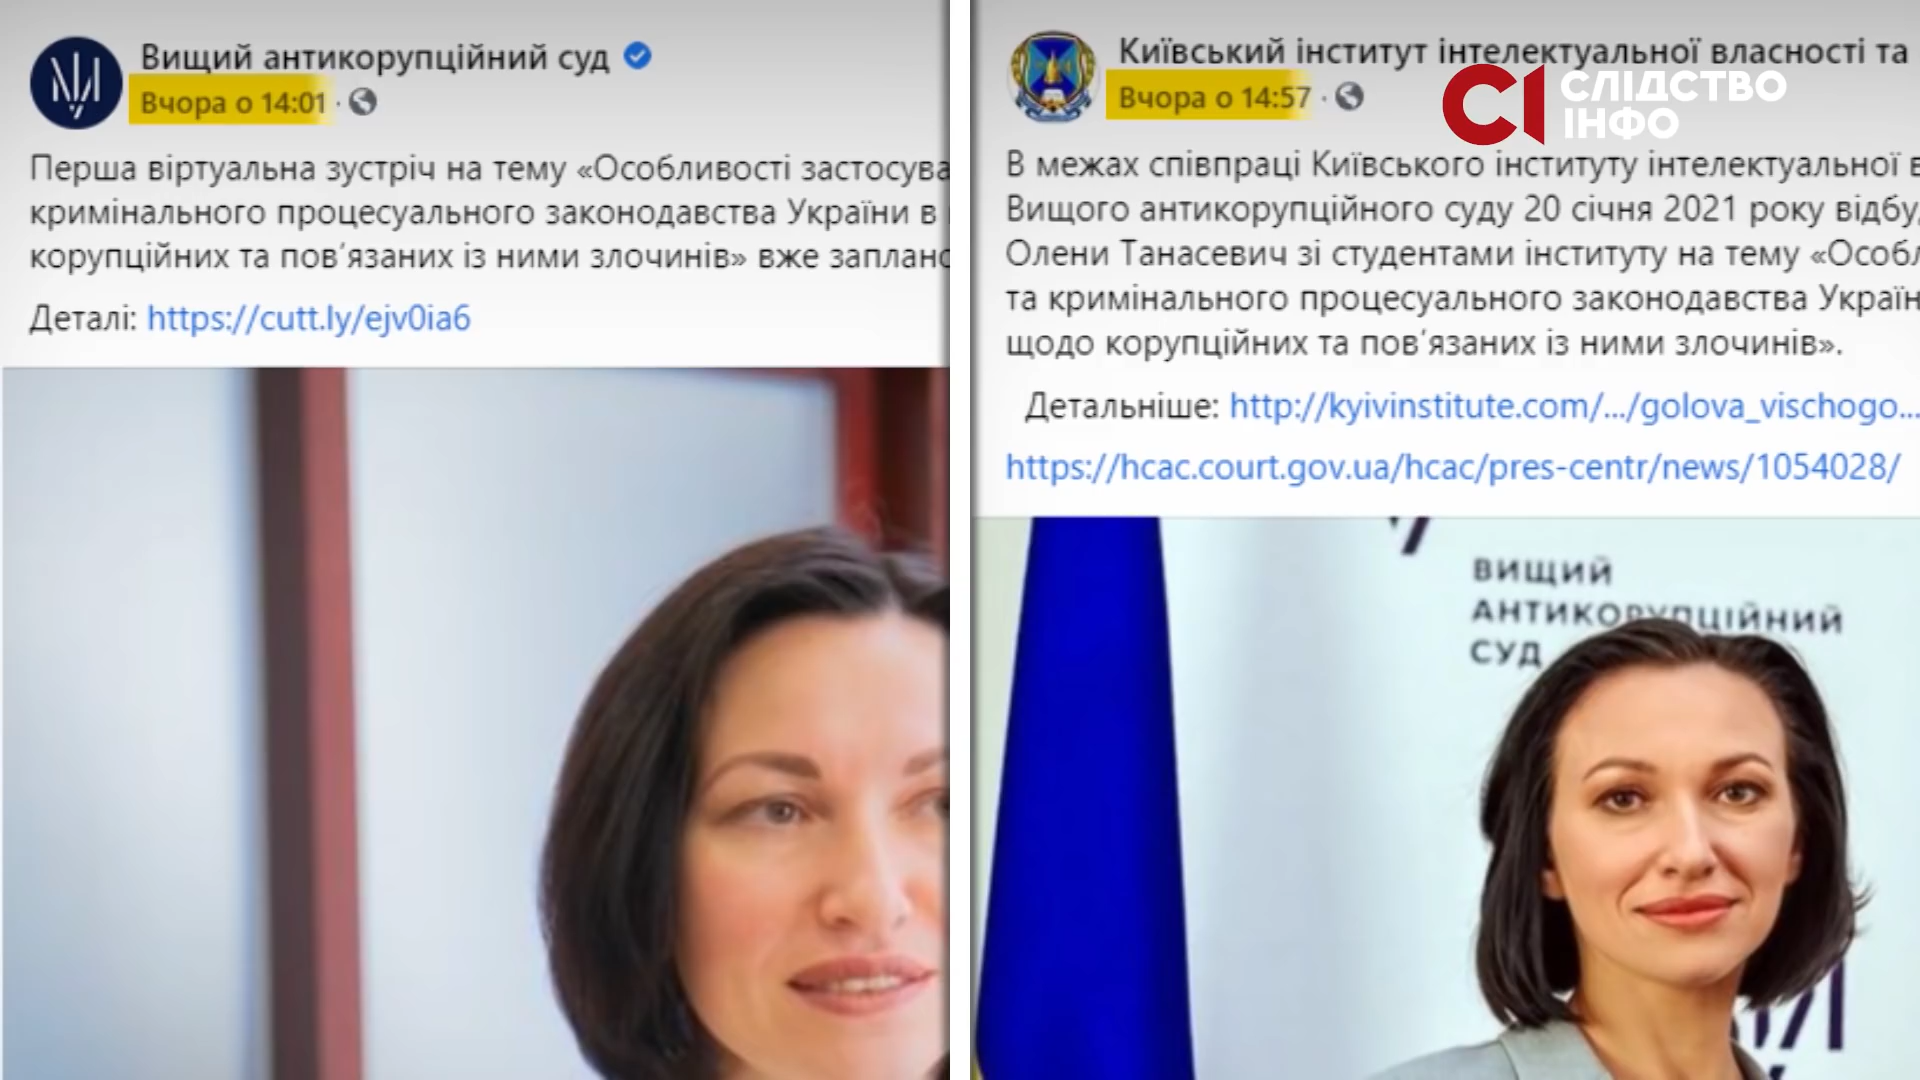 Вищий антикорупційний суд
Вчора о 14:01 ·
Перша віртуальна зустріч на тему «Особливості застосува
кримінального процесуального законодавства України в
корупційних та пов’язаних із ними злочинів» вже заплано
Деталі: https://cutt.ly/ejv0ia6
Київський інститут інтелектуальної власності та
Вчора о 14:57 ·
СІ СЛІДСТВО
ІНФО
В межах співпраці Київського інституту інтелектуальної в
Вищого антикорупційного суду 20 січня 2021 року відбу
Олени Танасевич зі студентами інституту на тему «Особл
та кримінального процесуального законодавства Україн
щодо корупційних та пов’язаних із ними злочинів».
Детальніше: http://kyivinstitute.com/.../golova_vischogo...
https://hcac.court.gov.ua/hcac/pres-centr/news/1054028/
ВИЩИЙ
АНТИКОРУПЦІЙНИЙ
СУД